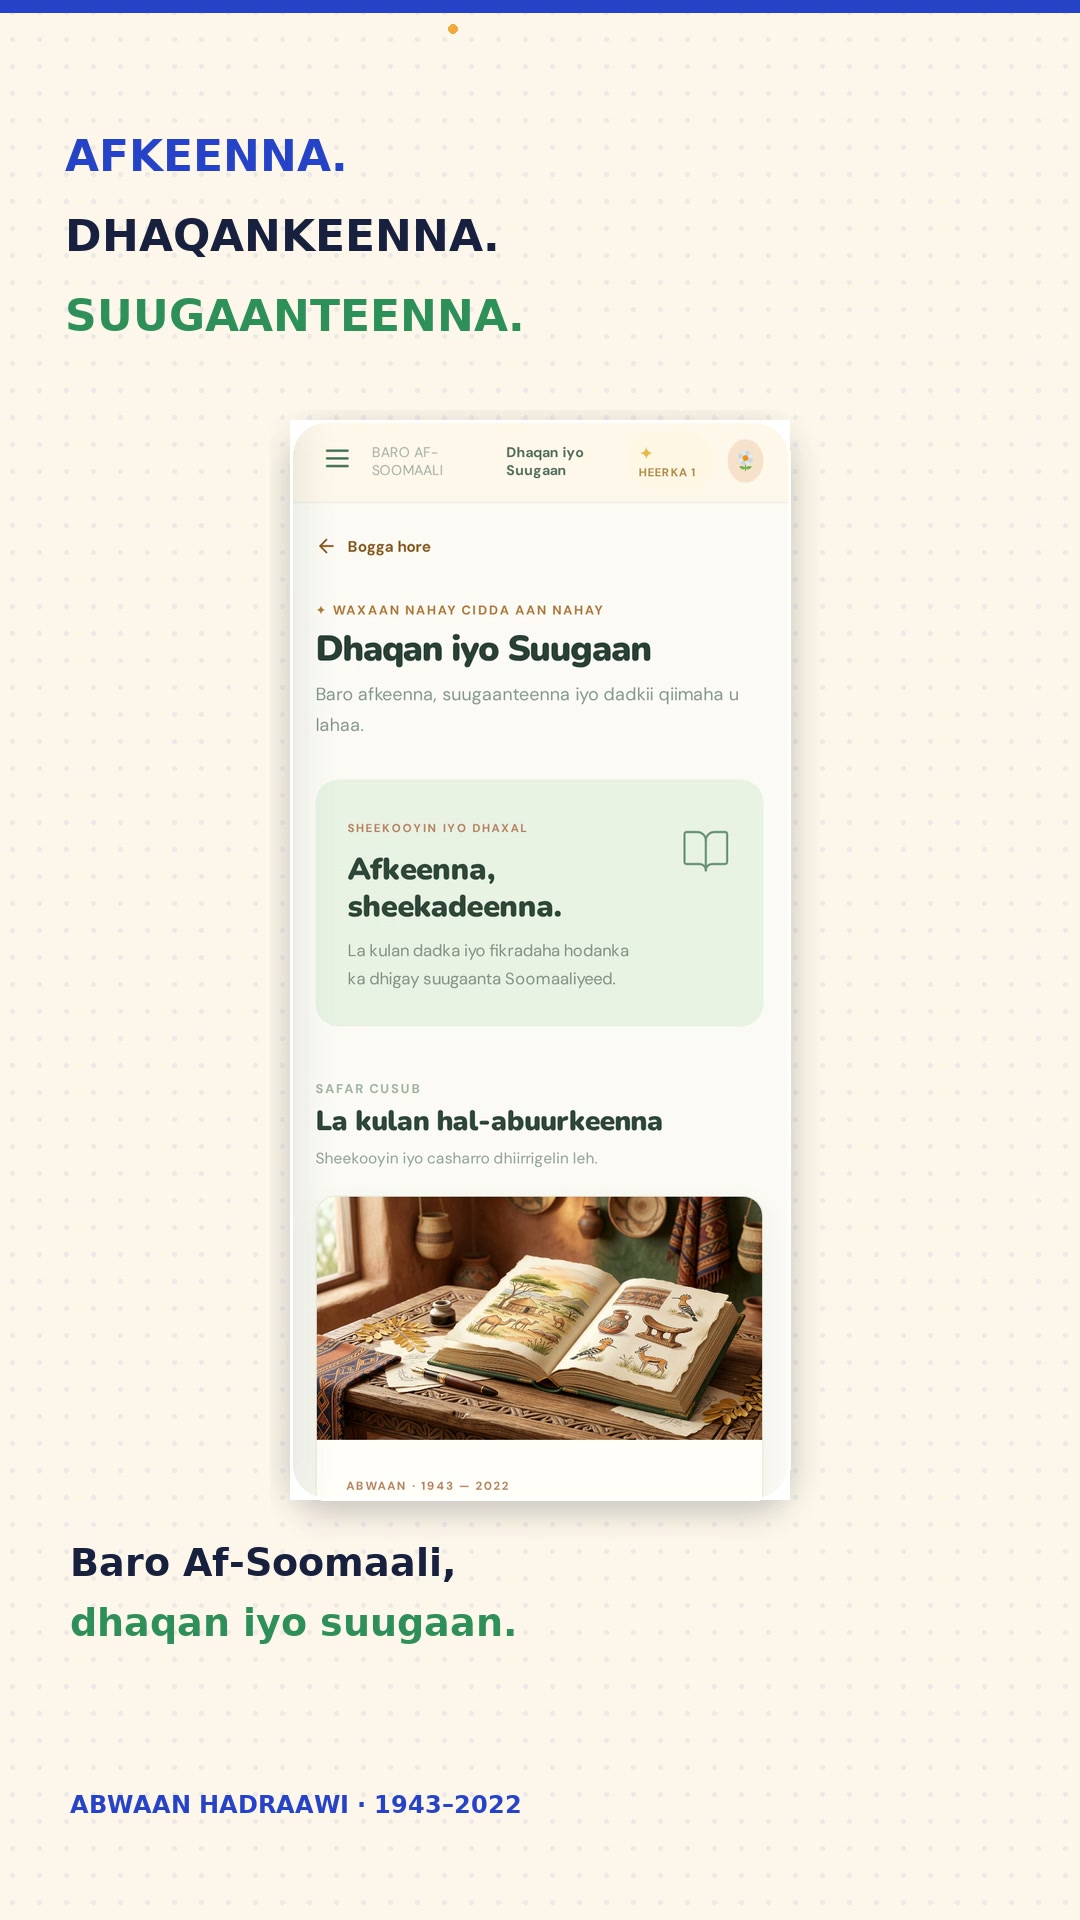 AFKEENNA.
DHAQANKEENNA.
SUUGAANTEENNA.
BARO AF-
SOOMAALI
Dhaqan iyo
Suugaan
✦
HEERKA 1
← Bogga hore
✦ WAXAAN NAHAY CIDDA AAN NAHAY
Dhaqan iyo Suugaan
Baro afkeenna, suugaanteenna iyo dadkii qiimaha u
lahaa.
SHEEKOOYIN IYO DHAXAL
Afkeenna,
sheekadeenna.
La kulan dadka iyo fikradaha hodanka
ka dhigay suugaanta Soomaaliyeed.
SAFAR CUSUB
La kulan hal-abuurkeenna
Sheekooyin iyo casharro dhiirrigelin leh.
ABWAAN · 1943 — 2022
Baro Af-Soomaali,
dhaqan iyo suugaan.
ABWAAN HADRAAWI · 1943–2022